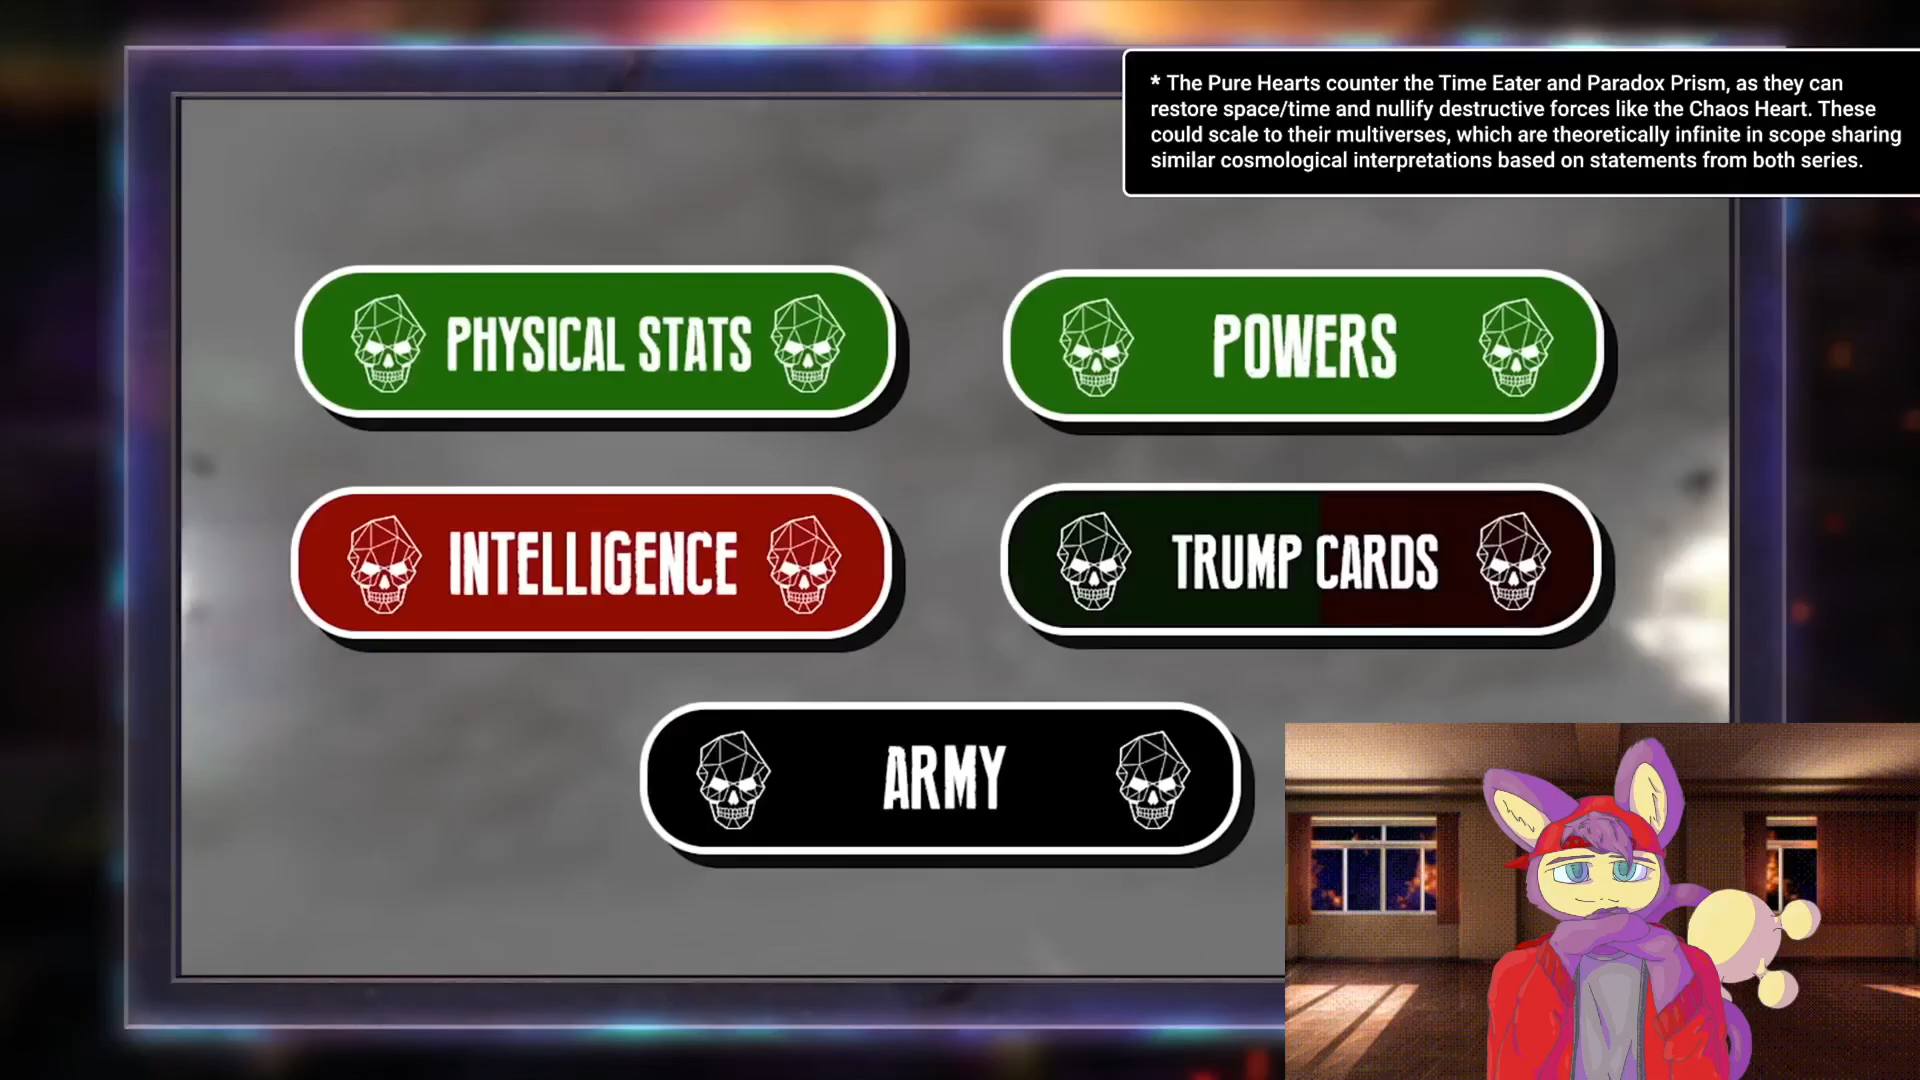 * The Pure Hearts counter the Time Eater and Paradox Prism, as they can
restore space/time and nullify destructive forces like the Chaos Heart. These
could scale to their multiverses, which are theoretically infinite in scope sharing
similar cosmological interpretations based on statements from both series.
PHYSICAL STATS
POWERS
INTELLIGENCE
TRUMP CARDS
ARMY